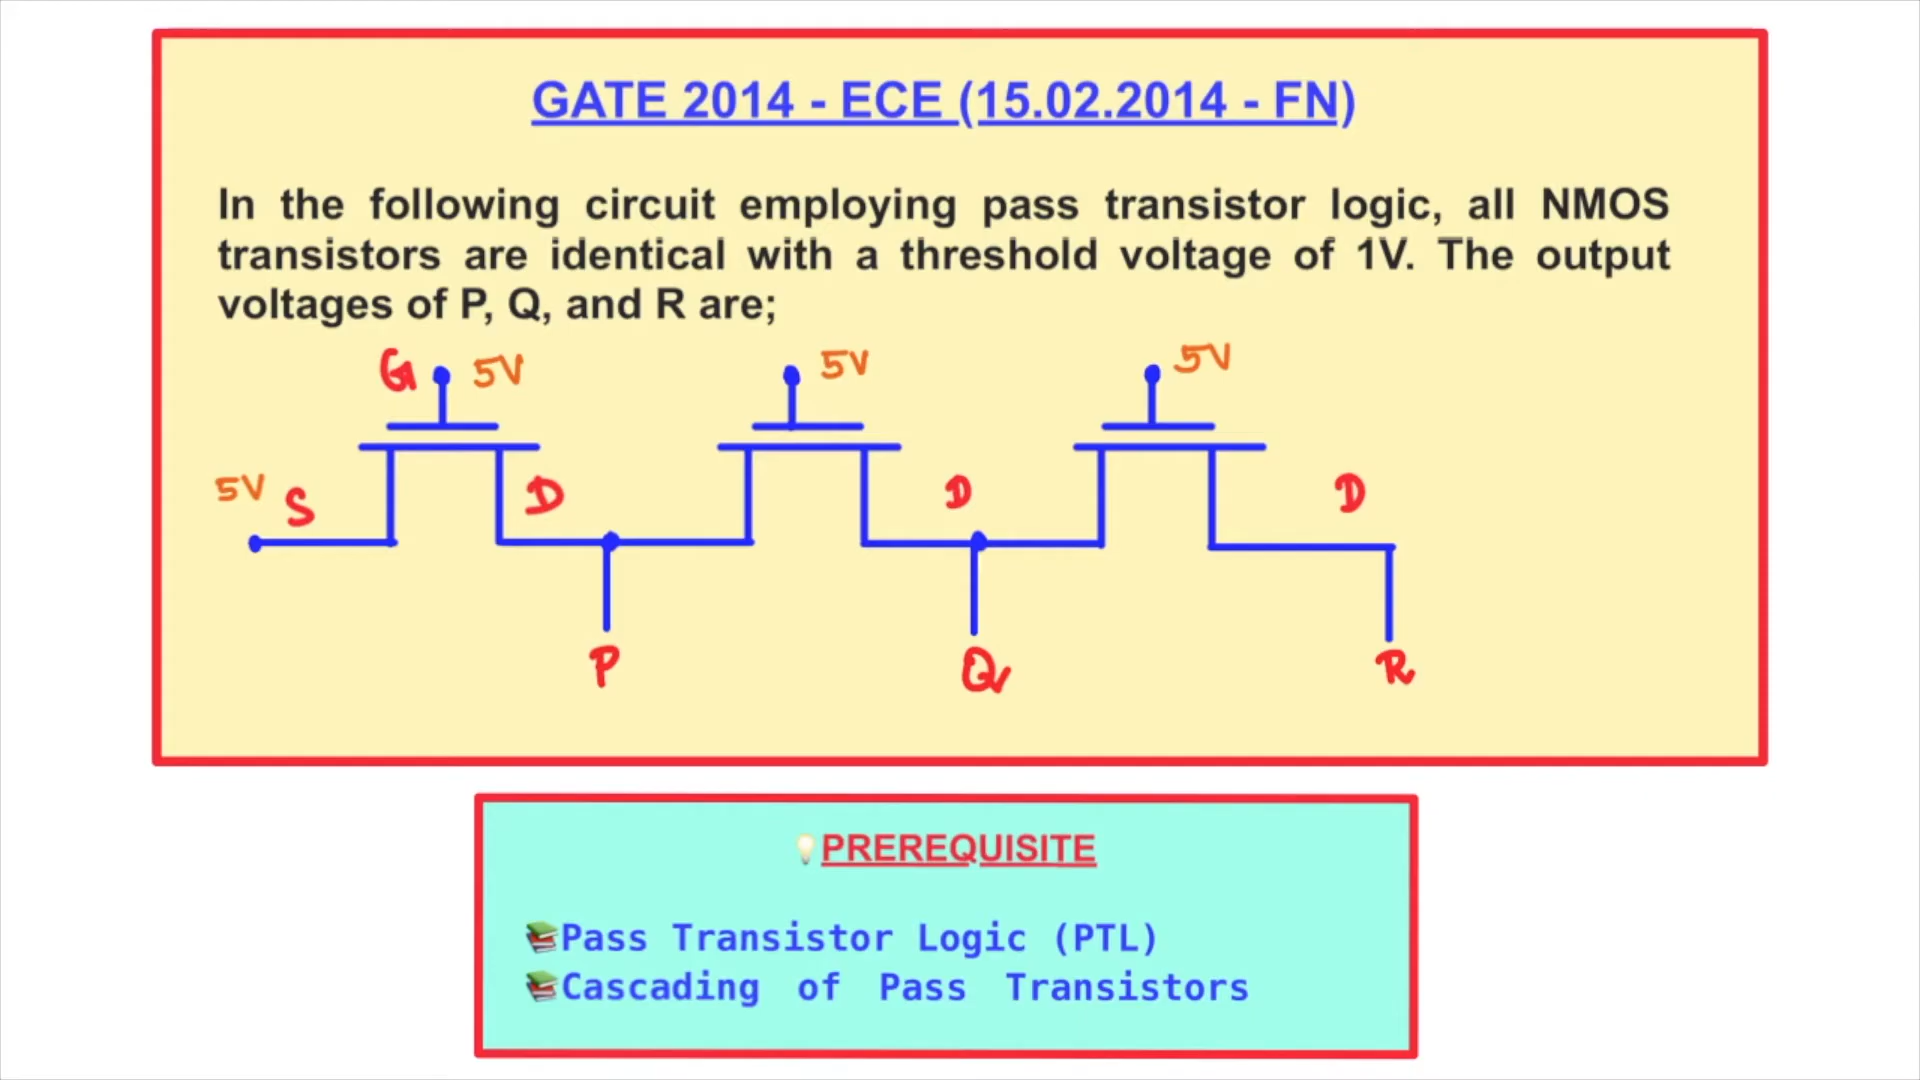 GATE 2014 - ECE (15.02.2014 - FN)
In the following circuit employing pass transistor logic, all NMOS
transistors are identical with a threshold voltage of 1V. The output
voltages of P, Q, and R are;
G 5V 5V 5V
5V S D D D
P Q R
PREREQUISITE
Pass Transistor Logic (PTL)
Cascading of Pass Transistors